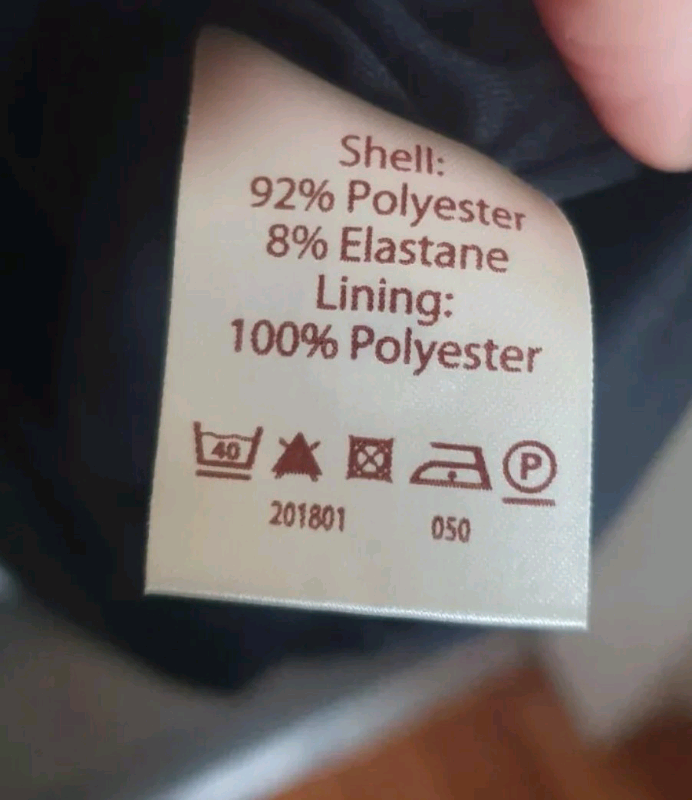 Shell:
92% Polyester
8% Elastane
Lining:
100% Polyester
40 P
201801 050